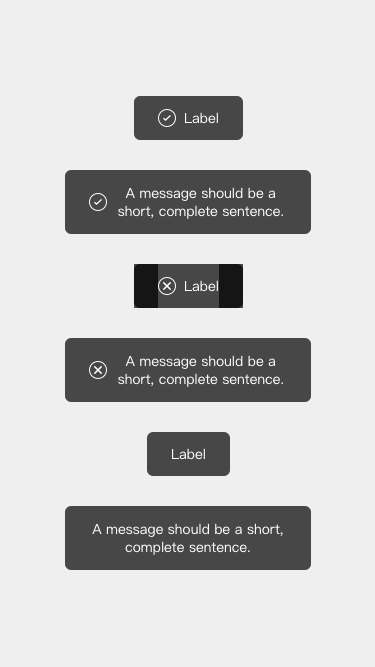 Label
A message should be a
short, complete sentence.
Label
A message should be a
short, complete sentence.
Label
A message should be a short,
complete sentence.